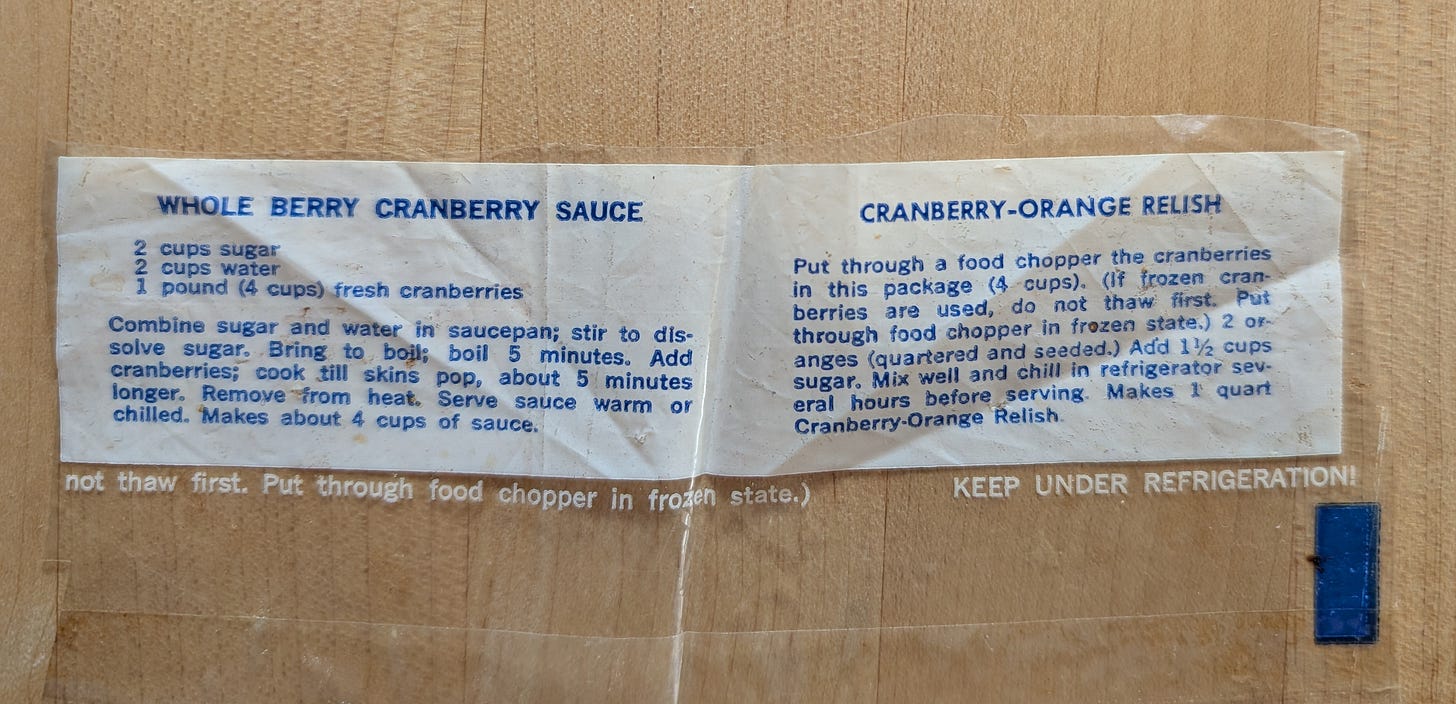 WHOLE BERRY CRANBERRY SAUCE
2 cups sugar
2 cups water
1 pound (4 cups) fresh cranberries
Combine sugar and water in saucepan; stir to dis-
solve sugar. Bring to boil; boil 5 minutes. Add
cranberries; cook till skins pop, about 5 minutes
longer. Remove from heat. Serve sauce warm or
chilled. Makes about 4 cups of sauce.
CRANBERRY-ORANGE RELISH
Put through a food chopper the cranberries
in this package (4 cups). (If frozen cran-
berries are used, do not thaw first. Put
through food chopper in frozen state.) 2 or-
anges (quartered and seeded.) Add 1½ cups
sugar. Mix well and chill in refrigerator sev-
eral hours before serving. Makes 1 quart
Cranberry-Orange Relish.
not thaw first. Put through food chopper in frozen state.)
KEEP UNDER REFRIGERATION!